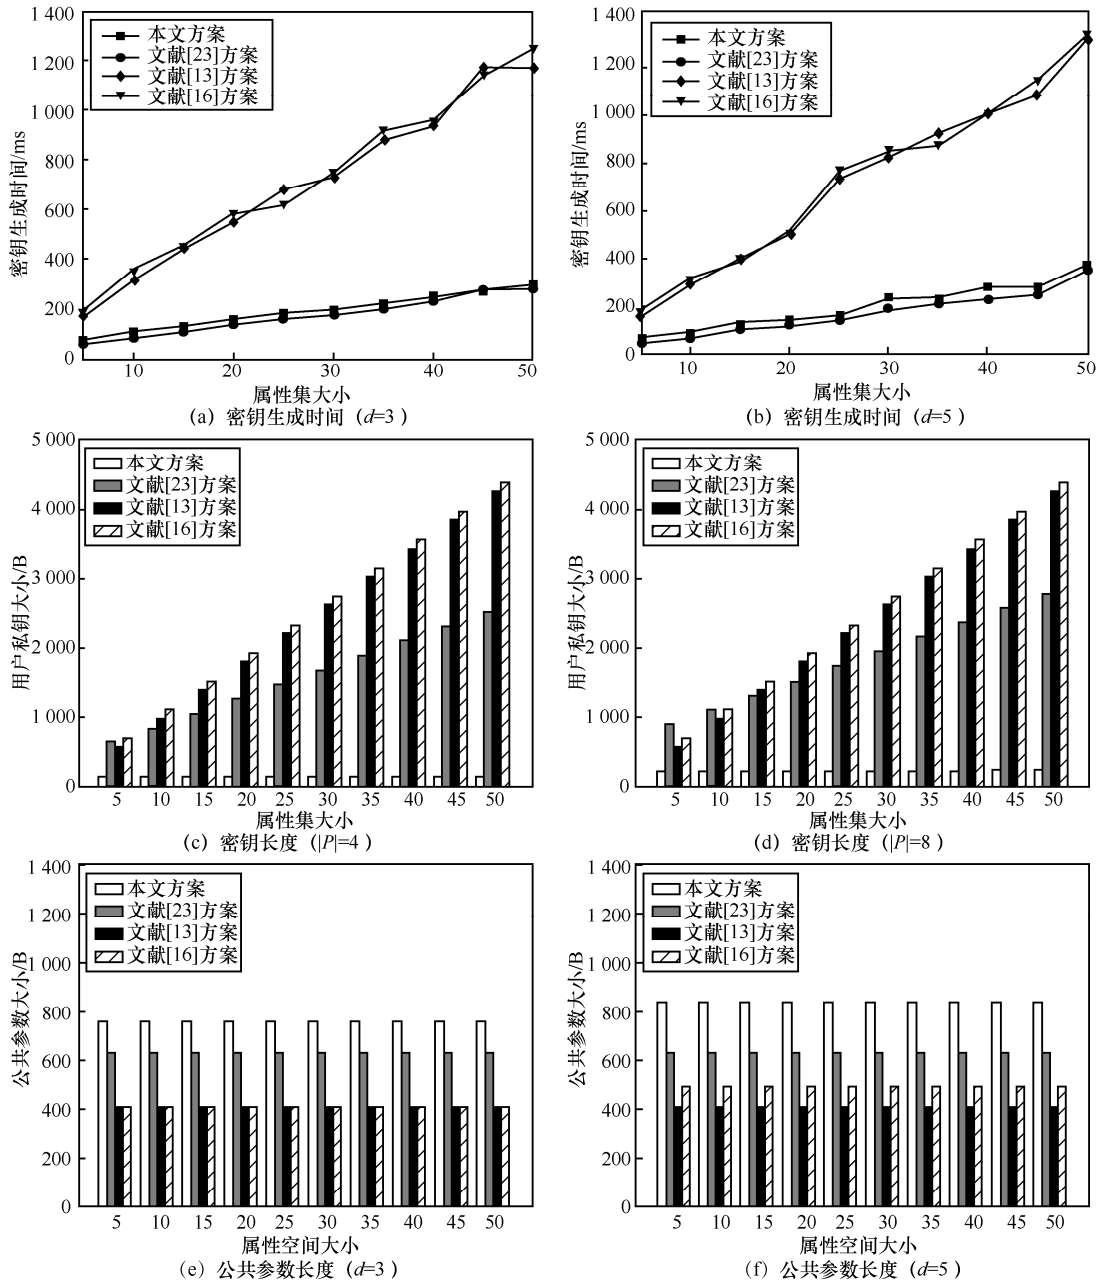 1 400
1 200
1 000
800
600
400
200
0
密钥生成时间/ms
本文方案
文献[23]方案
文献[13]方案
文献[16]方案
10 20 30 40 50
属性集大小
(a) 密钥生成时间 (d=3)
1 400
1 200
1 000
800
600
400
200
0
密钥生成时间/ms
本文方案
文献[23]方案
文献[13]方案
文献[16]方案
10 20 30 40 50
属性集大小
(b) 密钥生成时间 (d=5)
5 000
4 000
3 000
2 000
1 000
0
用户私钥大小/B
本文方案
文献[23]方案
文献[13]方案
文献[16]方案
5 10 15 20 25 30 35 40 45 50
属性集大小
(c) 密钥长度 (|P|=4)
5 000
4 000
3 000
2 000
1 000
0
用户私钥大小/B
本文方案
文献[23]方案
文献[13]方案
文献[16]方案
5 10 15 20 25 30 35 40 45 50
属性集大小
(d) 密钥长度 (|P|=8)
1 400
1 200
1 000
800
600
400
200
0
公共参数大小/B
本文方案
文献[23]方案
文献[13]方案
文献[16]方案
5 10 15 20 25 30 35 40 45 50
属性空间大小
(e) 公共参数长度 (d=3)
1 400
1 200
1 000
800
600
400
200
0
公共参数大小/B
本文方案
文献[23]方案
文献[13]方案
文献[16]方案
5 10 15 20 25 30 35 40 45 50
属性空间大小
(f) 公共参数长度 (d=5)